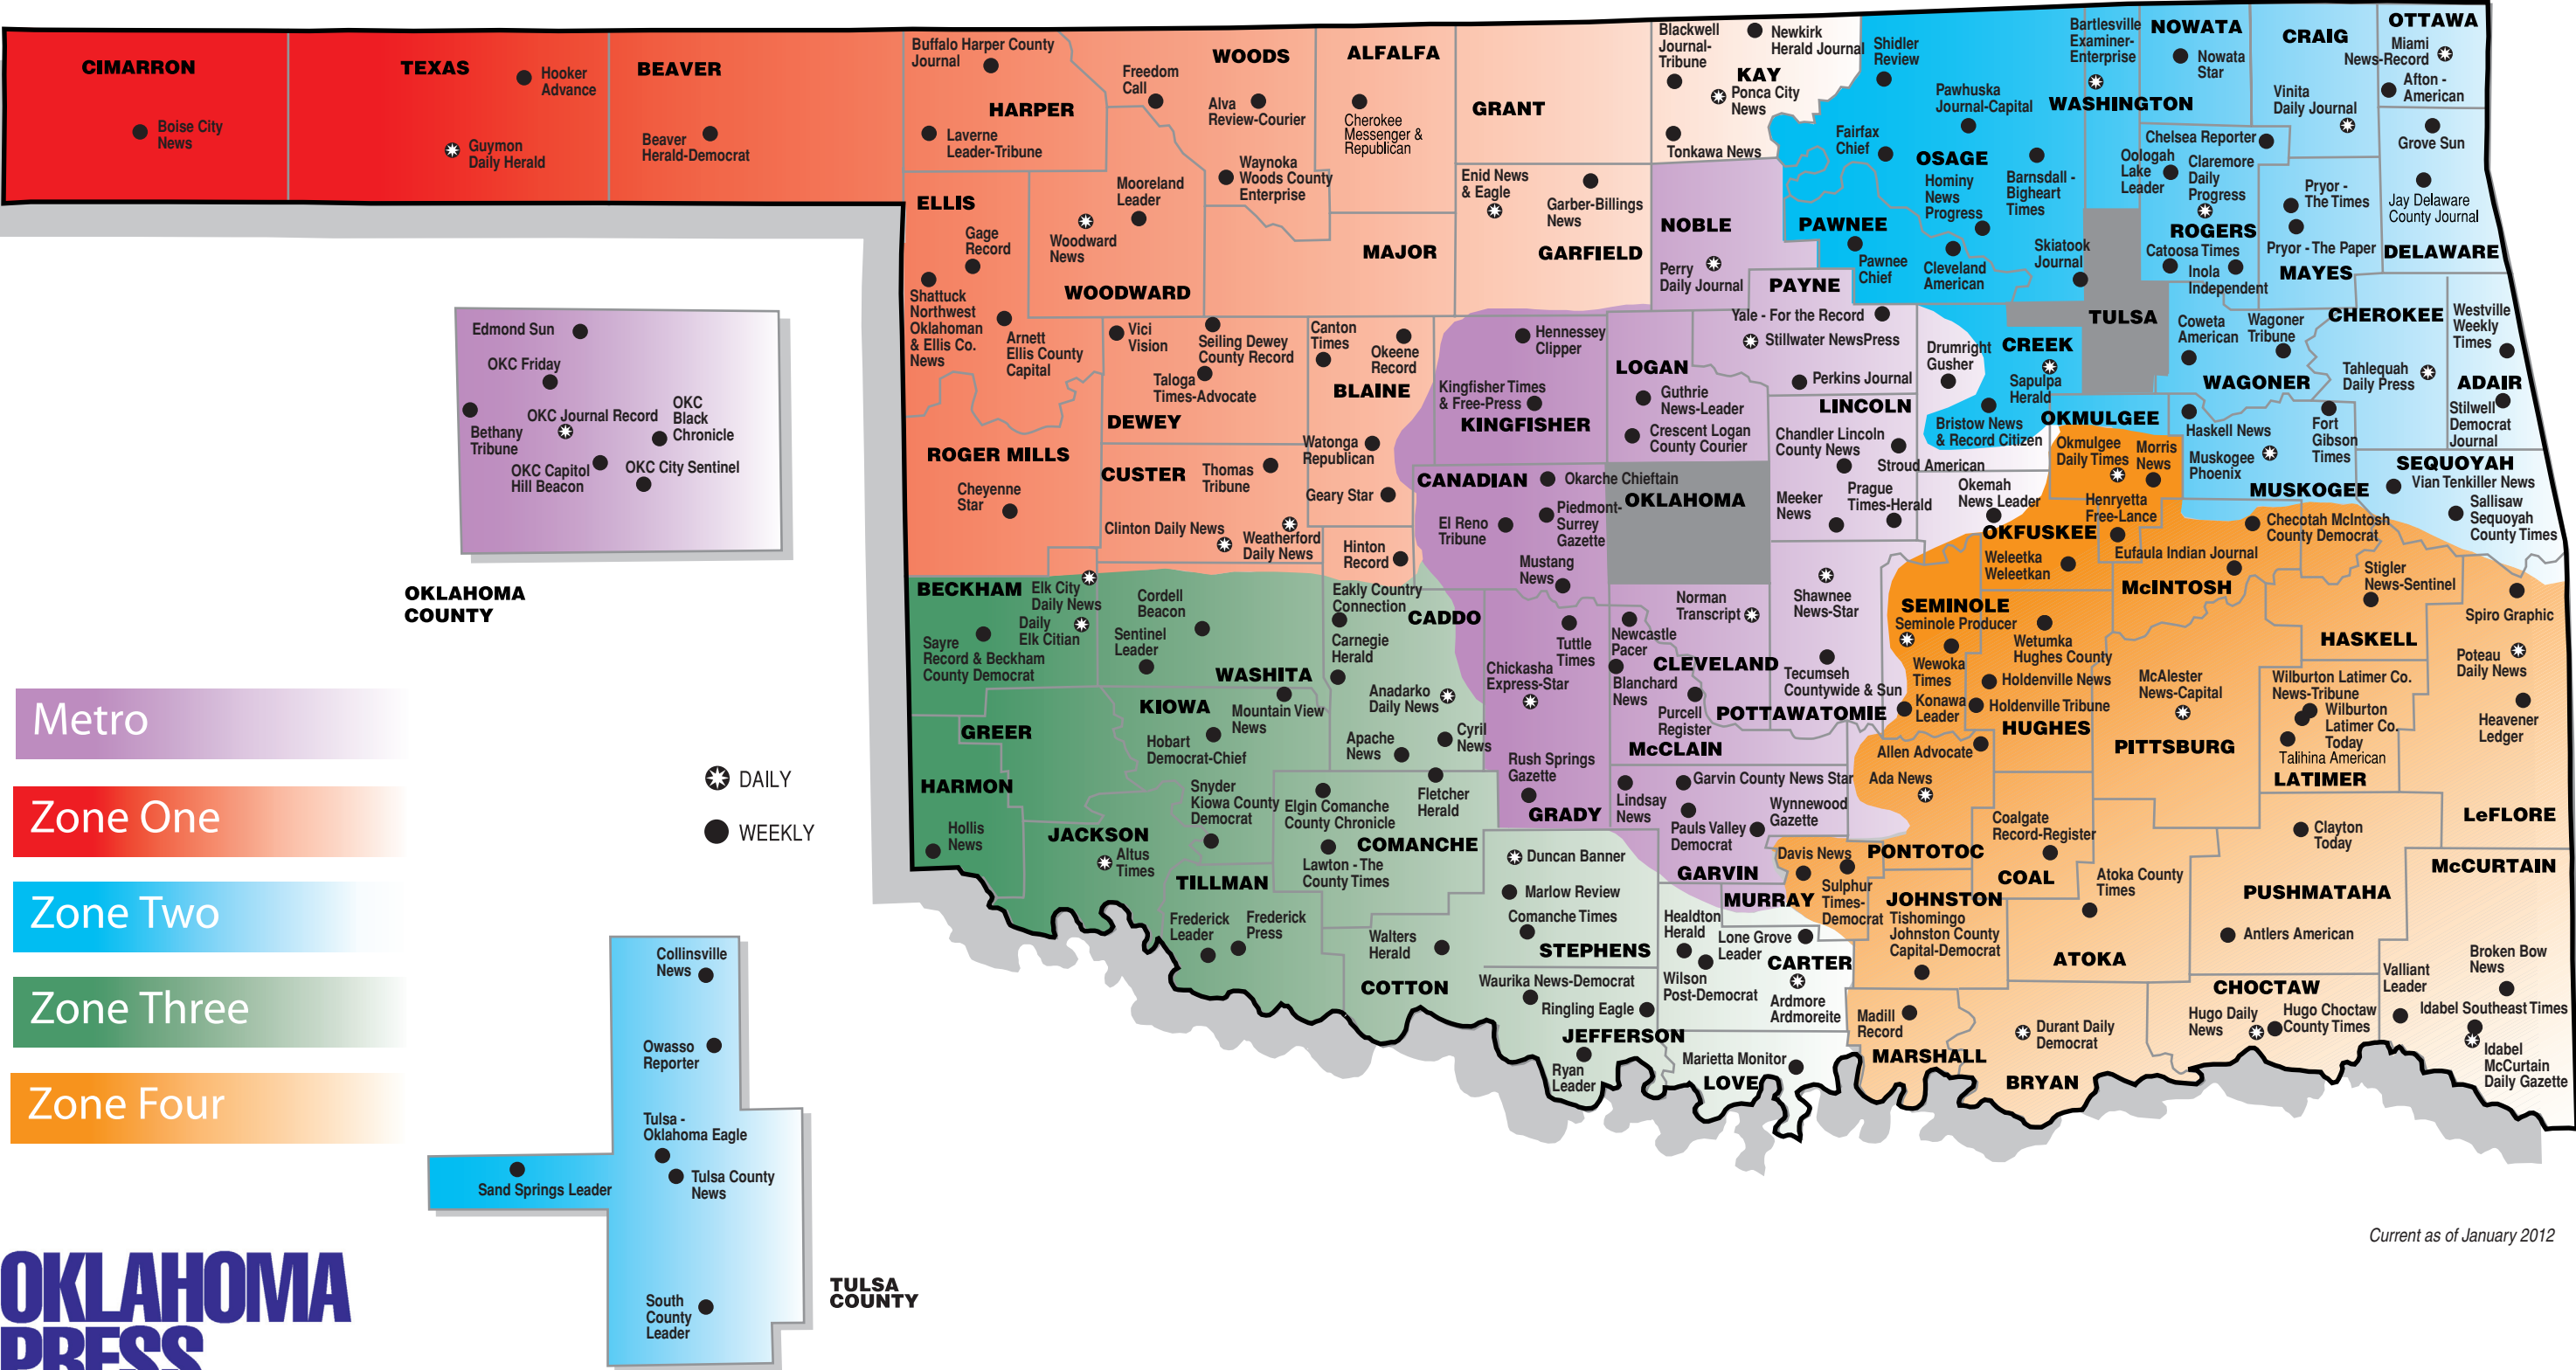 CIMARRON
Boise City
News
TEXAS
Hooker
Advance
Guymon
Daily Herald
BEAVER
Beaver
Herald-Democrat
Buffalo Harper County
Journal
HARPER
Laverne
Leader-Tribune
Freedom
Call
WOODS
Alva
Review-Courier
Waynoka
Woods County
Enterprise
ALFALFA
Cherokee
Messenger &
Republican
GRANT
Blackwell
Journal-
Tribune
Newkirk
Herald Journal
KAY
Ponca City
News
Tonkawa News
Shidler
Review
Pawhuska
Journal-Capital
Fairfax
Chief
OSAGE
Hominy
News
Progress
Barnsdall -
Bigheart
Times
Skiatook
Journal
Bartlesville
Examiner-
Enterprise
WASHINGTON
NOWATA
Nowata
Star
CRAIG
Vinita
Daily Journal
OTTAWA
Miami
News-Record
Afton -
American
Grove Sun
Jay Delaware
County Journal
DELAWARE
Chelsea Reporter
Oologah
Lake
Leader
Claremore
Daily
Progress
ROGERS
Catoosa Times
Inola
Independent
Pryor -
The Times
Pryor - The Paper
MAYES
ELLIS
Gage
Record
Shattuck
Northwest
Oklahoman
& Ellis Co.
News
Arnett
Ellis County
Capital
Mooreland
Leader
Woodward
News
WOODWARD
MAJOR
Enid News
& Eagle
Garber-Billings
News
GARFIELD
NOBLE
Perry
Daily Journal
PAWNEE
Pawnee
Chief
Cleveland
American
PAYNE
Yale - For the Record
Stillwater NewsPress
Perkins Journal
TULSA
Coweta
American
Wagoner
Tribune
WAGONER
CHEROKEE
Tahlequah
Daily Press
Westville
Weekly
Times
ADAIR
Stilwell
Democrat
Journal
Edmond Sun
OKC Friday
OKC Journal Record
OKC
Black
Chronicle
Bethany
Tribune
OKC Capitol
Hill Beacon
OKC City Sentinel
OKLAHOMA
COUNTY
Vici
Vision
Seiling Dewey
County Record
Taloga
Times-Advocate
DEWEY
Canton
Times
Okeene
Record
BLAINE
Watonga
Republican
Geary Star
Hinton
Record
Hennessey
Clipper
Kingfisher Times
& Free-Press
KINGFISHER
LOGAN
Guthrie
News-Leader
Crescent Logan
County Courier
LINCOLN
Chandler Lincoln
County News
Stroud American
Meeker
News
Prague
Times-Herald
Drumright
Gusher
CREEK
Sapulpa
Herald
Bristow News
& Record Citizen
OKMULGEE
Okmulgee
Daily Times
Morris
News
Henryetta
Free-Lance
Haskell News
Muskogee
Phoenix
Fort
Gibson
Times
MUSKOGEE
SEQUOYAH
Vian Tenkiller News
Sallisaw
Sequoyah
County Times
ROGER MILLS
Cheyenne
Star
CUSTER
Thomas
Tribune
Clinton Daily News
Weatherford
Daily News
CANADIAN
Okarche Chieftain
El Reno
Tribune
Piedmont-
Surrey
Gazette
Mustang
News
OKLAHOMA
Okemah
News Leader
OKFUSKEE
Weleetka
Weleetkan
Checotah McIntosh
County Democrat
Eufaula Indian Journal
McINTOSH
Stigler
News-Sentinel
HASKELL
Spiro Graphic
Poteau
Daily News
Heavener
Ledger
LeFLORE
BECKHAM
Elk City
Daily News
Daily
Elk Citian
Sayre
Record & Beckham
County Democrat
Cordell
Beacon
Sentinel
Leader
WASHITA
Eakly Country
Connection
CADDO
Carnegie
Herald
Anadarko
Daily News
Apache
News
Cyril
News
Tuttle
Times
Chickasha
Express-Star
Rush Springs
Gazette
GRADY
Norman
Transcript
Newcastle
Pacer
CLEVELAND
Blanchard
News
Purcell
Register
McCLAIN
Shawnee
News-Star
Tecumseh
Countywide & Sun
POTTAWATOMIE
SEMINOLE
Seminole Producer
Wewoka
Times
Konawa
Leader
Wetumka
Hughes County
Holdenville News
Holdenville Tribune
HUGHES
McAlester
News-Capital
PITTSBURG
Wilburton Latimer Co.
News-Tribune
Wilburton
Latimer Co.
Today
Talihina American
LATIMER
GREER
HARMON
Hollis
News
KIOWA
Mountain View
News
Hobart
Democrat-Chief
Snyder
Kiowa County
Democrat
JACKSON
Altus
Times
TILLMAN
Frederick
Leader
Frederick
Press
Elgin Comanche
County Chronicle
Fletcher
Herald
COMANCHE
Lawton - The
County Times
Walters
Herald
COTTON
Duncan Banner
Marlow Review
Comanche Times
STEPHENS
Waurika News-Democrat
Ringling Eagle
JEFFERSON
Ryan
Leader
Lindsay
News
Garvin County News Star
Pauls Valley
Democrat
Wynnewood
Gazette
GARVIN
MURRAY
Davis News
Sulphur
Times-
Democrat
Allen Advocate
Ada News
PONTOTOC
Coalgate
Record-Register
COAL
JOHNSTON
Tishomingo
Johnston County
Capital-Democrat
Atoka County
Times
ATOKA
Clayton
Today
PUSHMATAHA
Antlers American
McCURTAIN
Broken Bow
News
Valliant
Leader
Idabel Southeast Times
Idabel
McCurtain
Daily Gazette
CHOCTAW
Hugo Daily
News
Hugo Choctaw
County Times
Healdton
Herald
Lone Grove
Leader
Wilson
Post-Democrat
CARTER
Ardmore
Ardmoreite
Marietta Monitor
LOVE
Madill
Record
MARSHALL
Durant Daily
Democrat
BRYAN
Metro
Zone One
Zone Two
Zone Three
Zone Four
DAILY
WEEKLY
Collinsville
News
Owasso
Reporter
Tulsa -
Oklahoma Eagle
Tulsa County
News
Sand Springs Leader
South
County
Leader
TULSA
COUNTY
Current as of January 2012
OKLAHOMA
PRESS